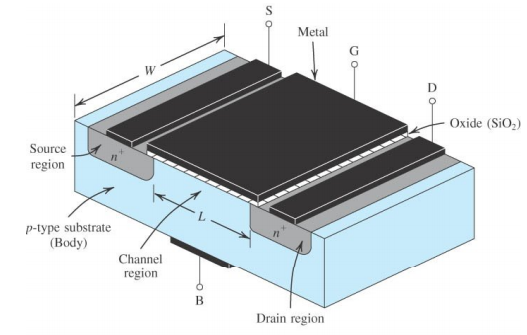 S
Metal
G
W
D
Oxide (SiO₂)
Source
region
n⁺
L
n⁺
p-type substrate
(Body)
Channel
region
B
Drain region